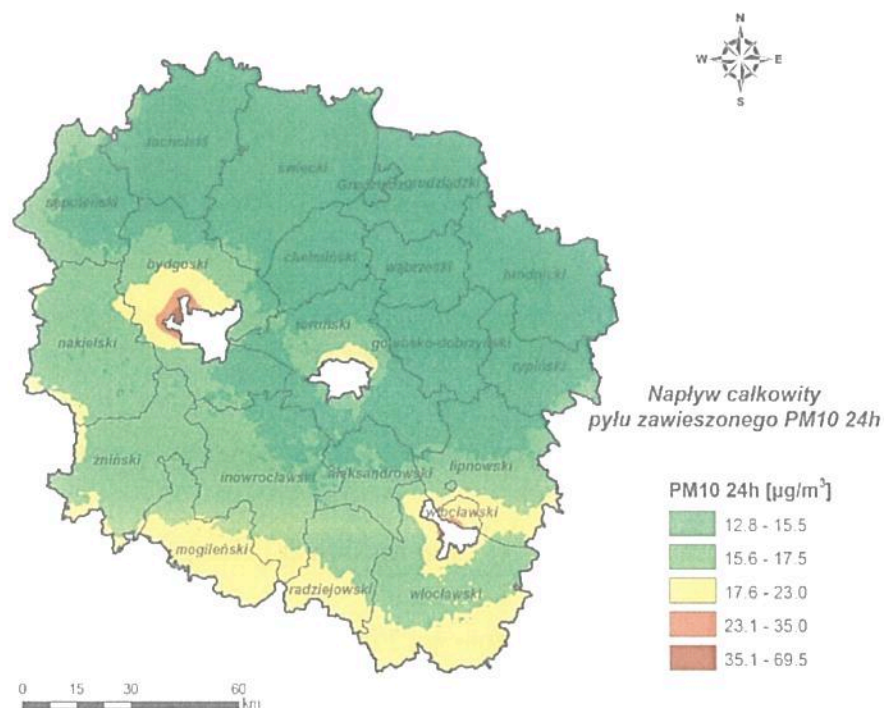 N
W E
S
tucholski
świecki
Grudziądz grudziądzki
sępoleński
chełmiński
wąbrzeski
brodnicki
bydgoski
toruński
golubsko-dobrzyński
rypiński
nakielski
Napływ całkowity
pyłu zawieszonego PM10 24h
żniński
inowrocławski
aleksandrowski
lipnowski
PM10 24h [µg/m³]
włocławski
12.8 - 15.5
mogileński
15.6 - 17.5
radziejowski
włocławski
17.6 - 23.0
23.1 - 35.0
35.1 - 69.5
0 15 30 60
km